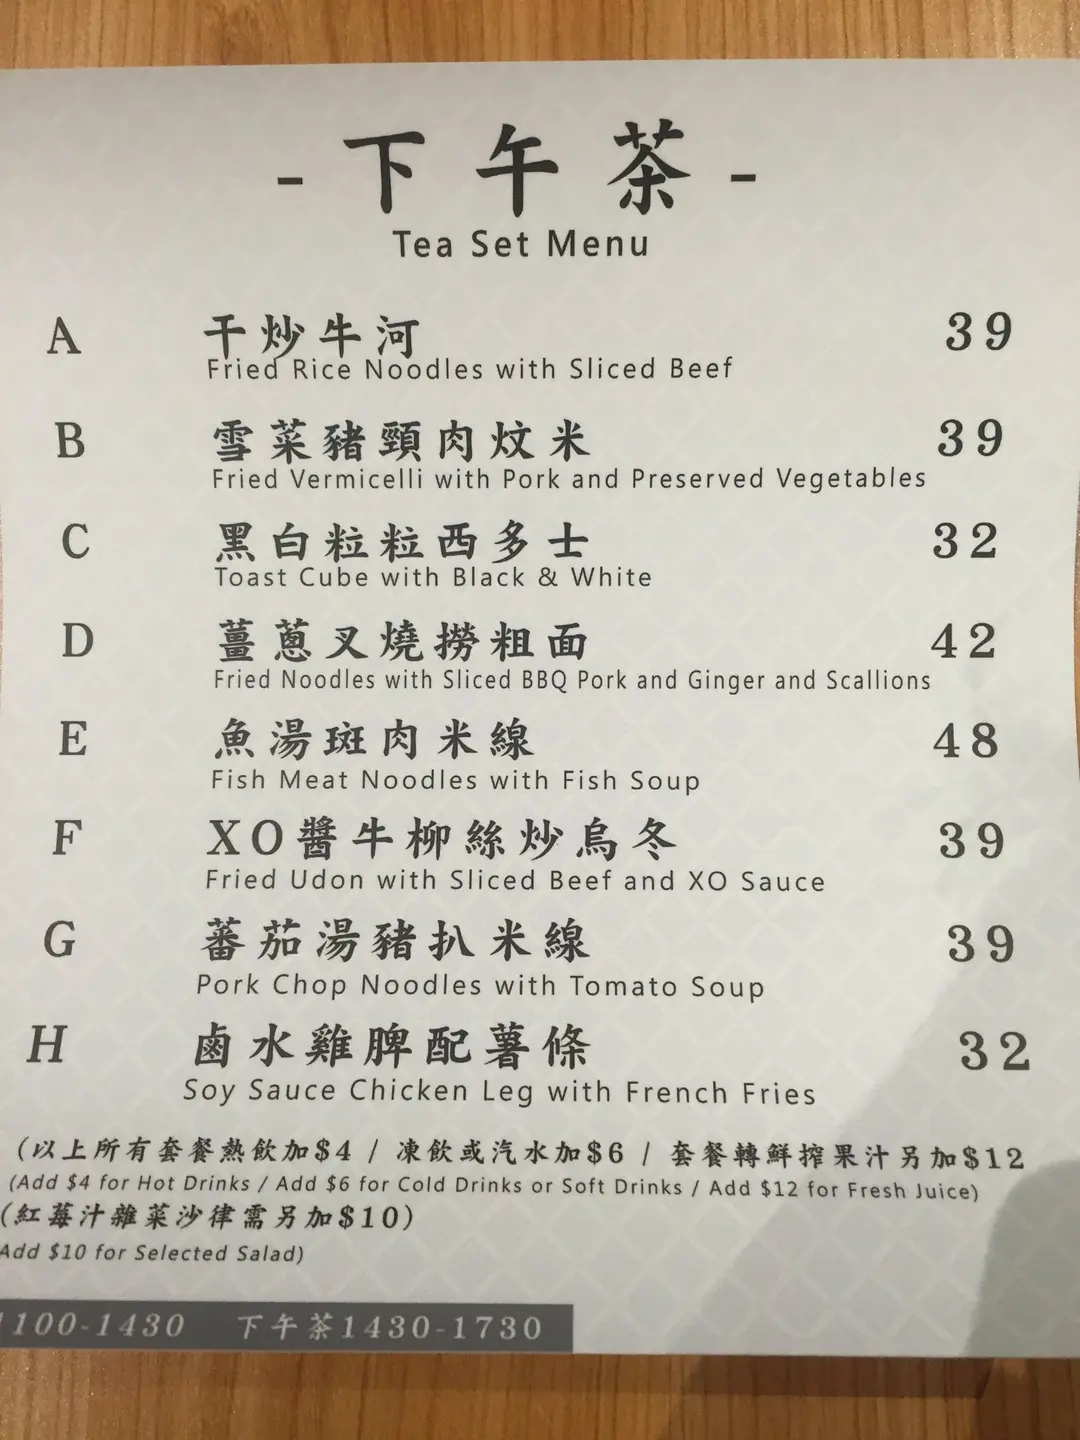 - 下午茶 -
Tea Set Menu
A 干炒牛河 39
Fried Rice Noodles with Sliced Beef
B 雪菜豬頸肉炆米 39
Fried Vermicelli with Pork and Preserved Vegetables
C 黑白粒粒西多士 32
Toast Cube with Black & White
D 薑蔥叉燒撈粗面 42
Fried Noodles with Sliced BBQ Pork and Ginger and Scallions
E 魚湯斑肉米線 48
Fish Meat Noodles with Fish Soup
F XO醬牛柳絲炒烏冬 39
Fried Udon with Sliced Beef and XO Sauce
G 蕃茄湯豬扒米線 39
Pork Chop Noodles with Tomato Soup
H 鹵水雞脾配薯條 32
Soy Sauce Chicken Leg with French Fries
(以上所有套餐熱飲加$4 / 凍飲或汽水加$6 / 套餐轉鮮搾果汁另加$12
(Add $4 for Hot Drinks / Add $6 for Cold Drinks or Soft Drinks / Add $12 for Fresh Juice)
(紅莓汁雜菜沙律需另加$10)
Add $10 for Selected Salad)
1100-1430 下午茶1430-1730